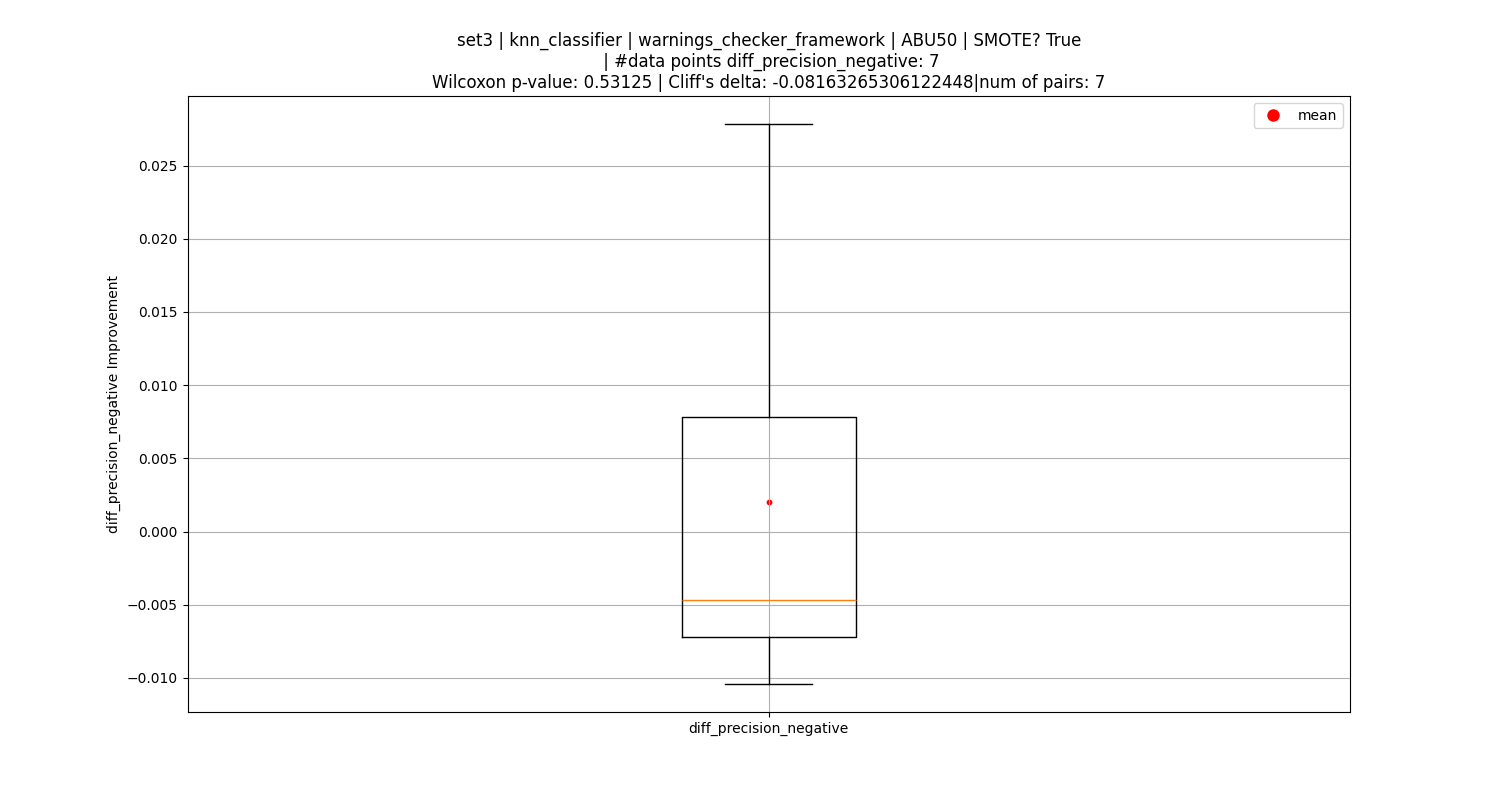 set3 | knn_classifier | warnings_checker_framework | ABU50 | SMOTE? True
| #data points diff_precision_negative: 7
Wilcoxon p-value: 0.53125 | Cliff's delta: -0.08163265306122448|num of pairs: 7
mean
0.025
0.020
0.015
0.010
0.005
0.000
−0.005
−0.010
diff_precision_negative Improvement
diff_precision_negative